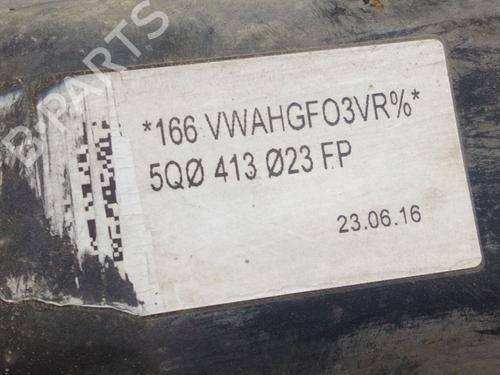 B-PARTS
*166 VWAHGFO3VR%*
5QØ 413 Ø23 FP
23.06.16